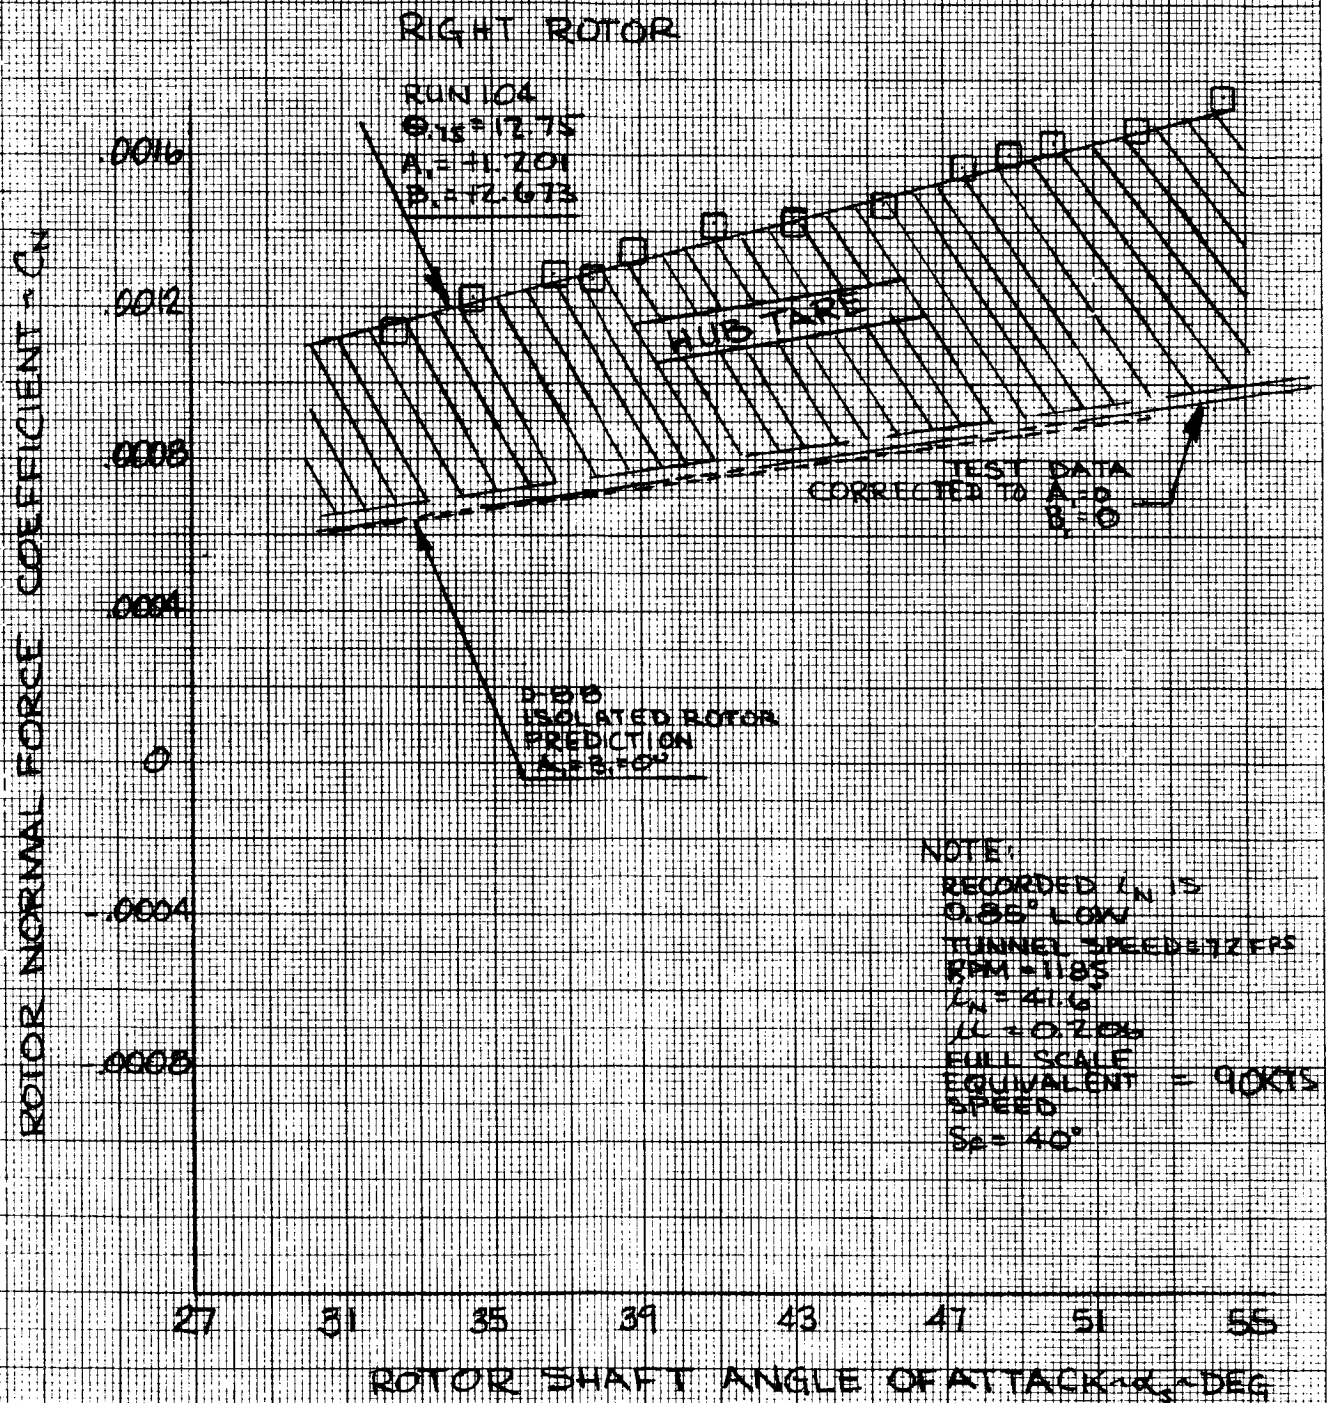 RIGHT ROTOR
RUN 104
Θ.75 = 12.75
A₁ = +1.201
B₁ = +2.673
.0016
.0012
.0008
.0004
0
-.0004
-.0008
ROTOR NORMAL FORCE COEFFICIENT ~ CN
HUB TARE
TEST DATA
CORRECTED TO A₁=0
B₁=0
D-88
ISOLATED ROTOR
PREDICTION
A₁=B₁=0°
NOTE:
RECORDED iN IS
0.85° LOW
TUNNEL SPEED=72 FPS
RPM = 1185
iN = 41.6°
μ = 0.206
FULL SCALE
EQUIVALENT = 90KTS
SPEED
= 40°
27 31 35 39 43 47 51 55
ROTOR SHAFT ANGLE OF ATTACK ~ αs ~ DEG